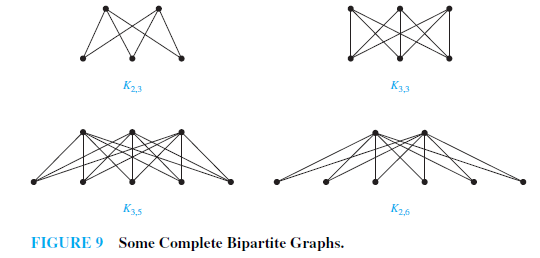 K2,3
K3,3
K3,5
K2,6
FIGURE 9 Some Complete Bipartite Graphs.